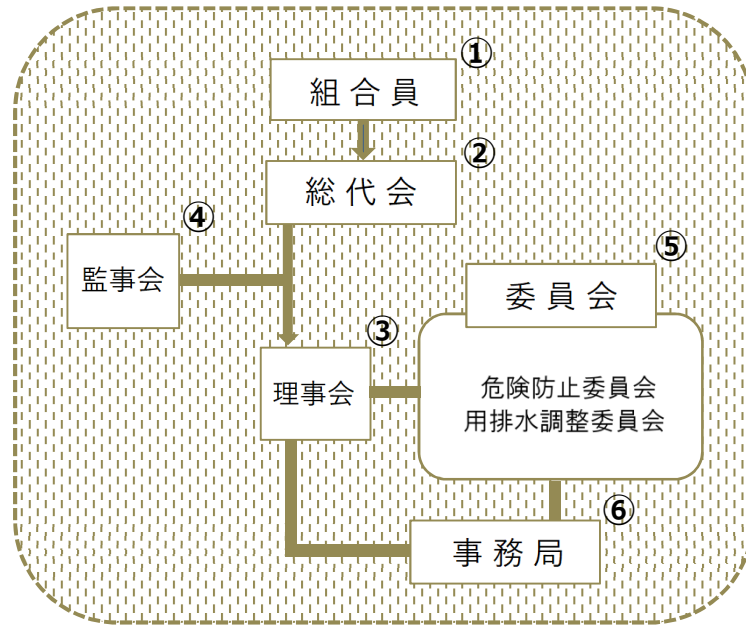 ①
組合員
②
総代会
④
監事会
③
理事会
⑤
委員会
危険防止委員会
用排水調整委員会
⑥
事務局